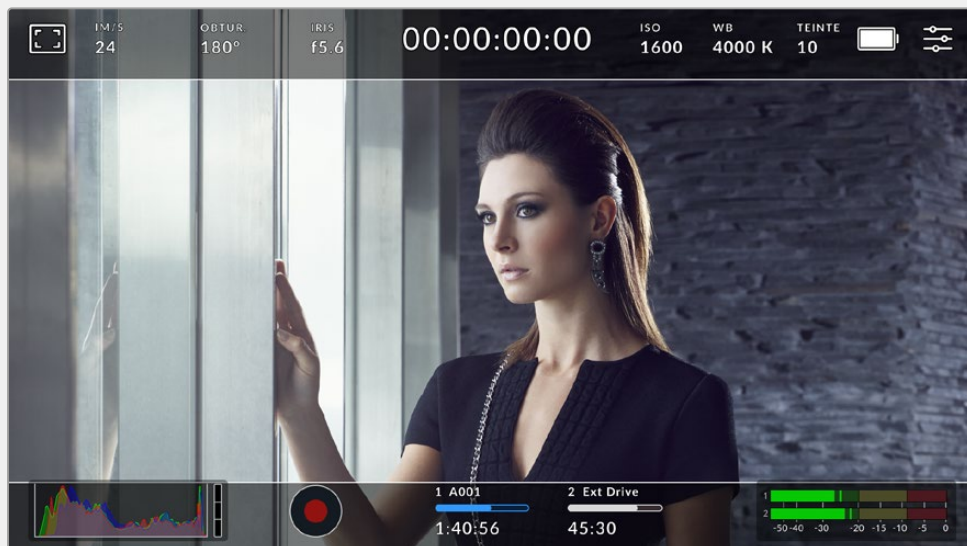 IM/S OBTUR IRIS 00:00:00:00 ISO WB TEINTE
24 180° f5.6 1600 4000 K 10
1 A001 2 Ext Drive
1:40:56 45:30
1
2
-50 -40 -30 -20 -15 -10 -5 0